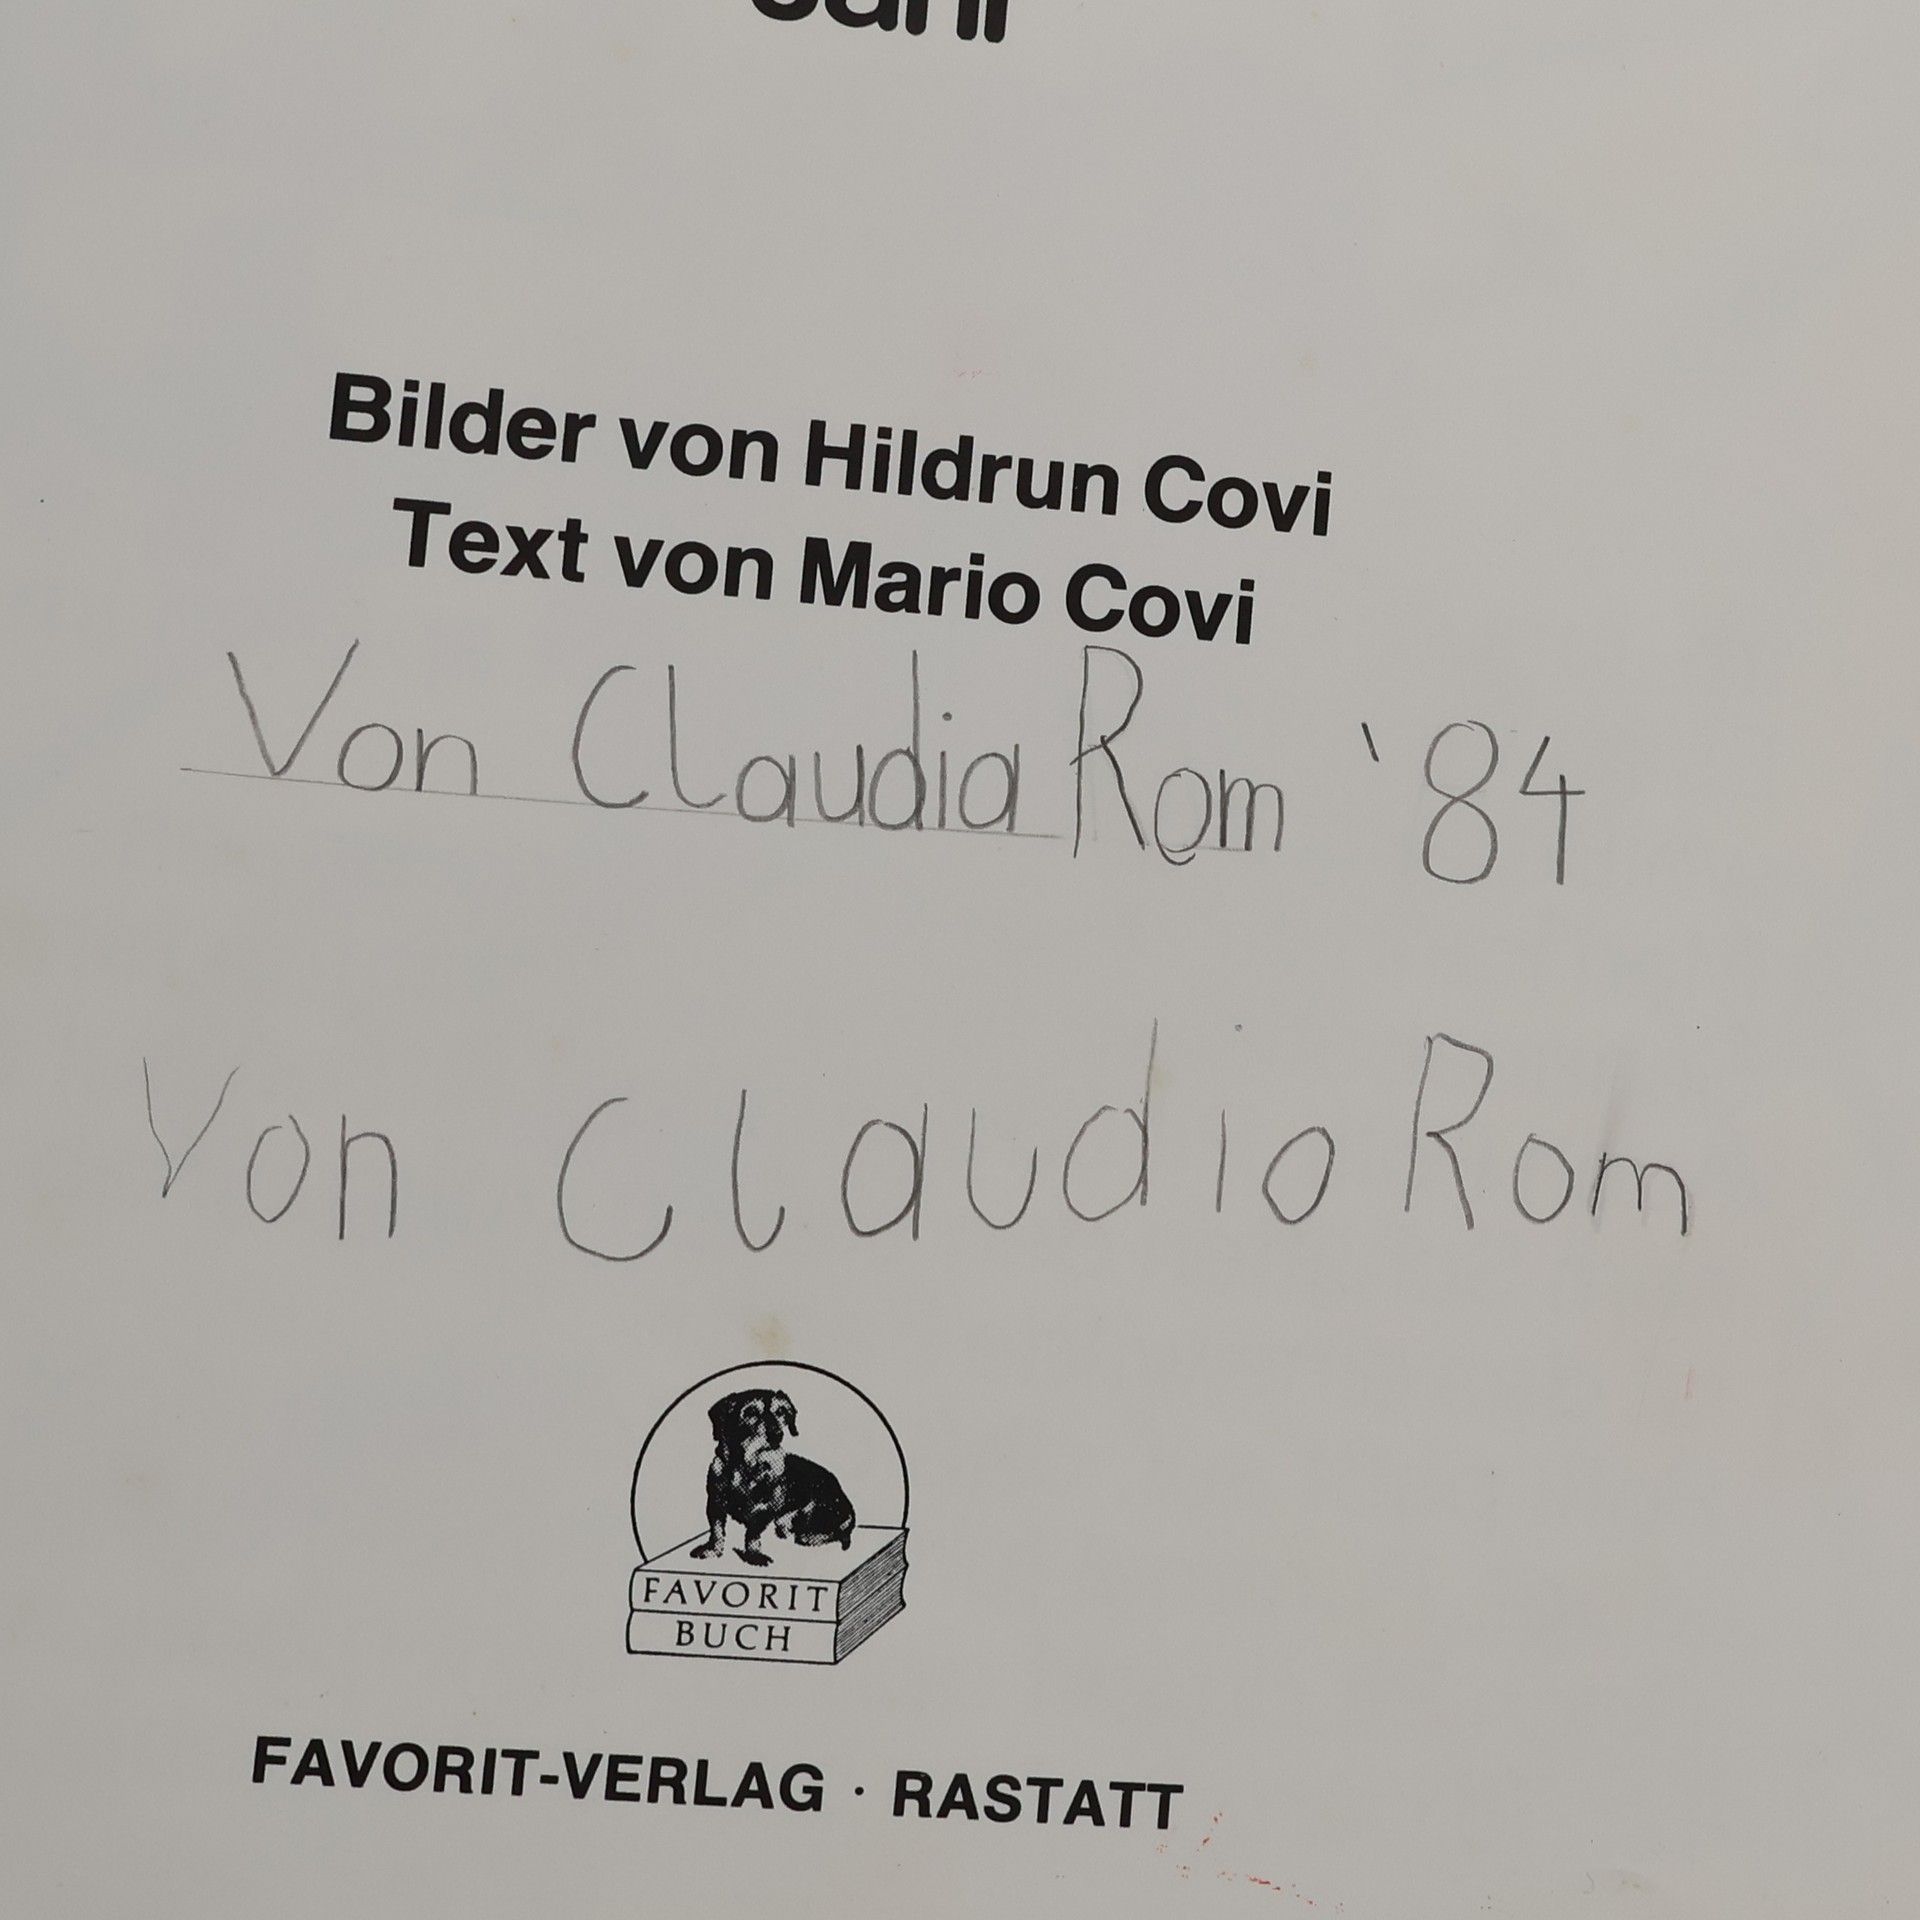 Bilder von Hildrun Covi
Text von Mario Covi
Von Claudia Rom '84
Von Claudio Rom
FAVORIT
BUCH
FAVORIT-VERLAG · RASTATT